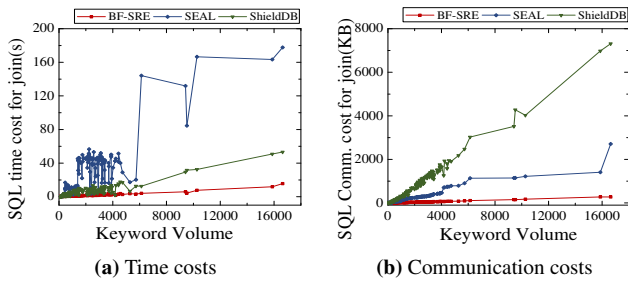 BF-SRE SEAL ShieldDB
200
160
120
80
40
0
0 4000 8000 12000 16000
SQL time cost for join(s)
Keyword Volume
(a) Time costs
BF-SRE SEAL ShieldDB
8000
6000
4000
2000
0
0 4000 8000 12000 16000
SQL Comm. cost for join(KB)
Keyword Volume
(b) Communication costs